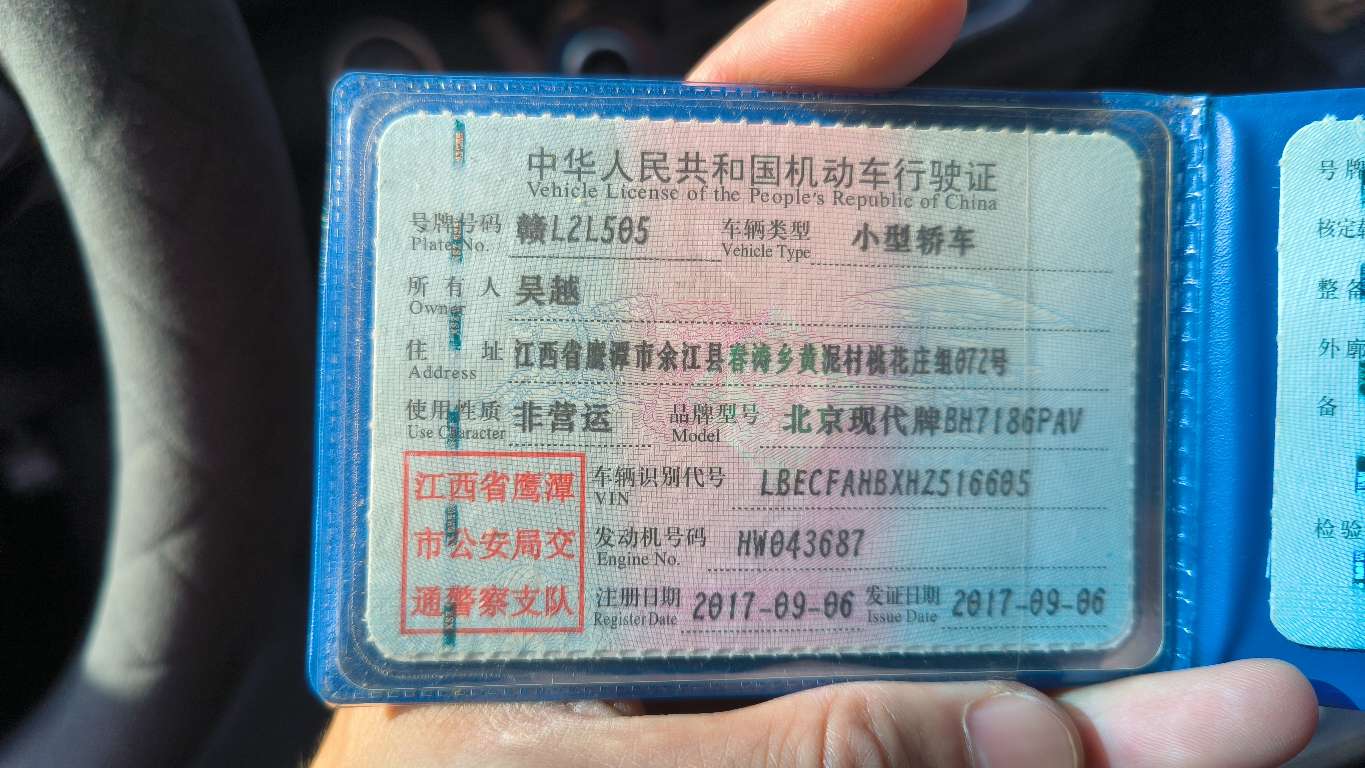 中华人民共和国机动车行驶证
Vehicle License of the People's Republic of China
号牌号码 赣L2L505 车辆类型 小型轿车
Plate No. Vehicle Type
所有人 吴越
Owner
住址 江西省鹰潭市余江县春涛乡黄泥村桃花庄组072号
Address
使用性质 非营运 品牌型号 北京现代牌BH7186PAV
Use Character Model
江西省鹰潭
市公安局交
通警察支队
车辆识别代号 LBECFAHBXHZ516605
VIN
发动机号码 HW043687
Engine No.
注册日期 2017-09-06 发证日期 2017-09-06
Register Date Issue Date
号牌
核定
整备
外廓
备
检验